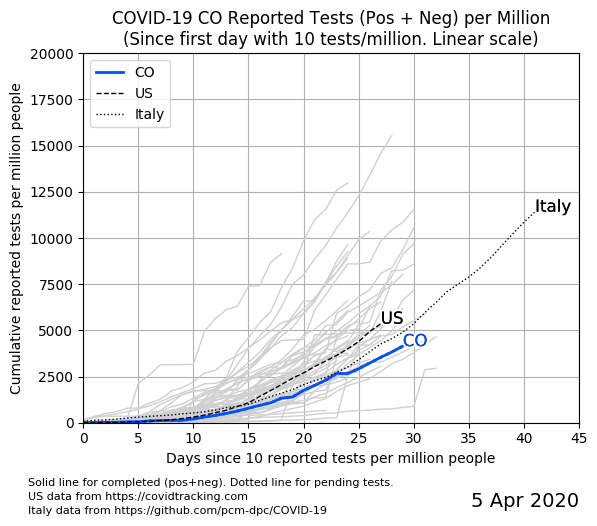 COVID-19 CO Reported Tests (Pos + Neg) per Million
(Since first day with 10 tests/million. Linear scale)
CO
US
Italy
Cumulative reported tests per million people
20000
17500
15000
12500
10000
7500
5000
2500
0
Italy
US
CO
0 5 10 15 20 25 30 35 40 45
Days since 10 reported tests per million people
Solid line for completed (pos+neg). Dotted line for pending tests.
US data from https://covidtracking.com
Italy data from https://github.com/pcm-dpc/COVID-19
5 Apr 2020